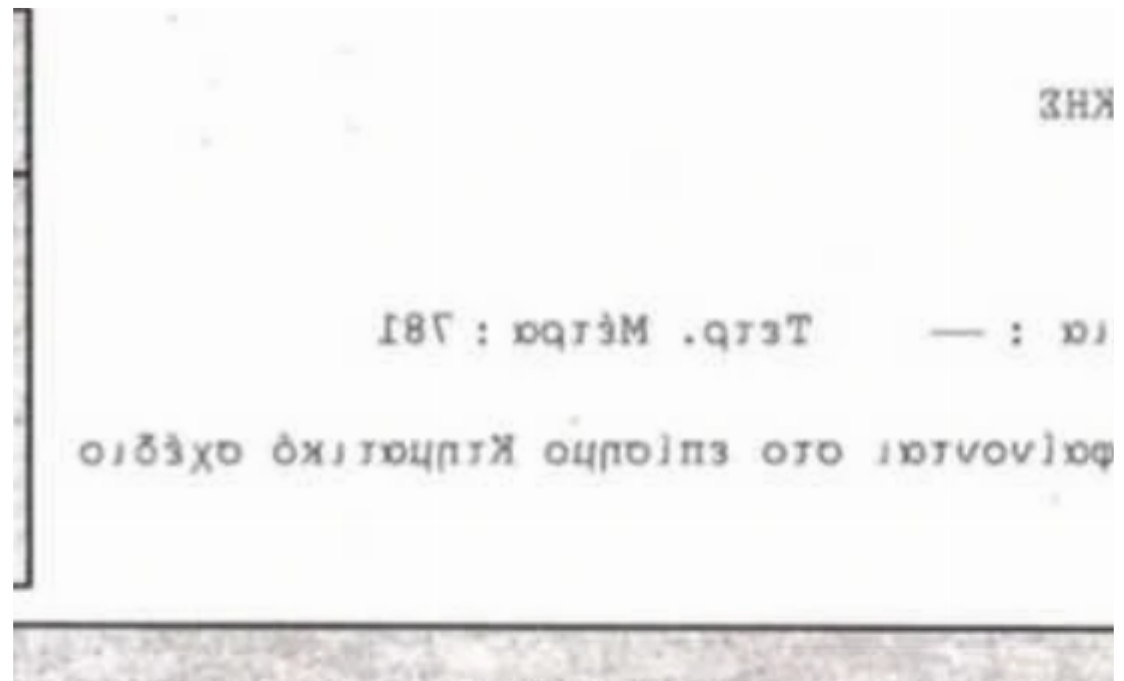 ΚΗΣ
ια : — Τετρ. Μέτρα : 781
φαίνονται στο επίσημο Κτηματικό σχέδιο